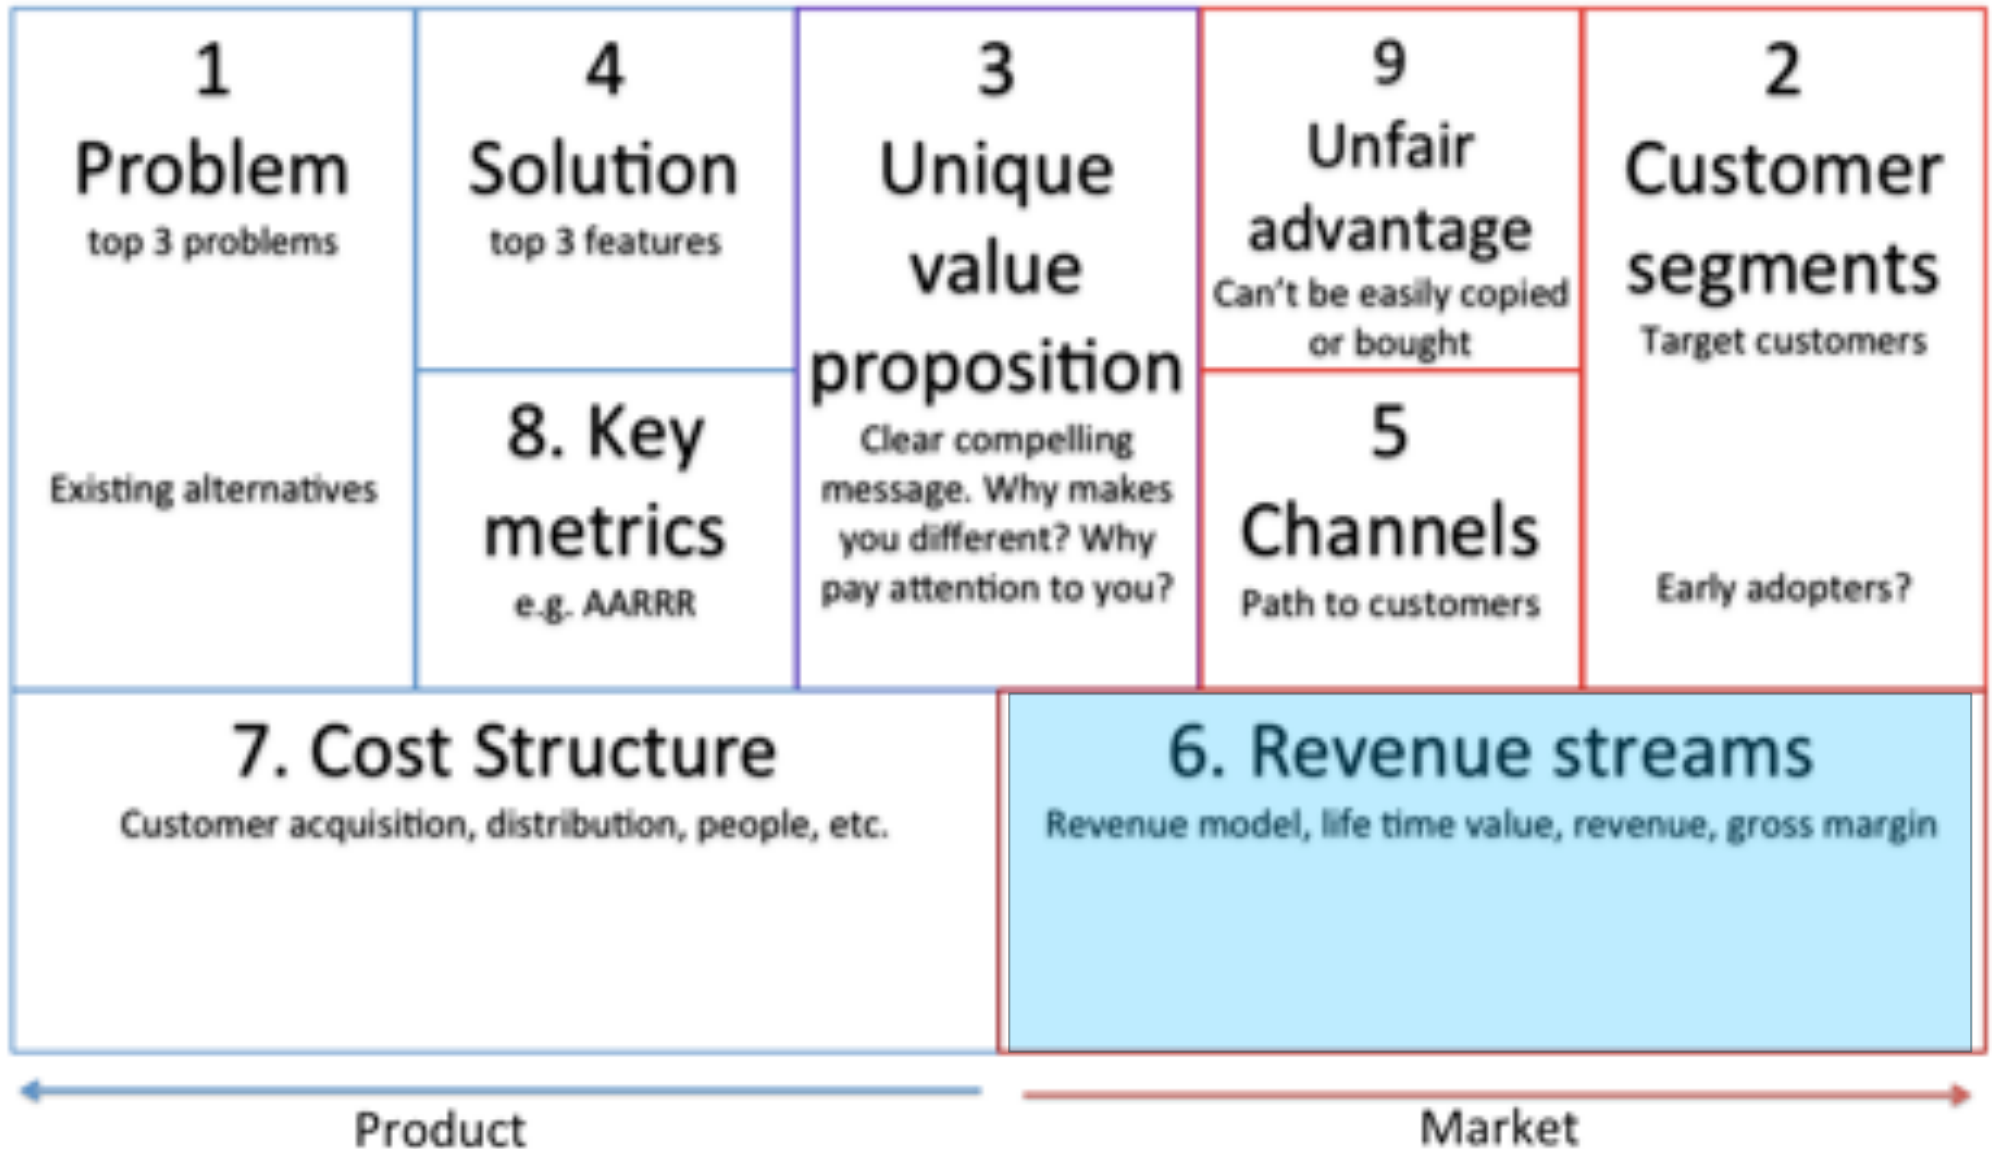 1
Problem
top 3 problems
Existing alternatives
4
Solution
top 3 features
8. Key
metrics
e.g. AARRR
3
Unique
value
proposition
Clear compelling
message. Why makes
you different? Why
pay attention to you?
9
Unfair
advantage
Can't be easily copied
or bought
5
Channels
Path to customers
2
Customer
segments
Target customers
Early adopters?
7. Cost Structure
Customer acquisition, distribution, people, etc.
6. Revenue streams
Revenue model, life time value, revenue, gross margin
Product
Market